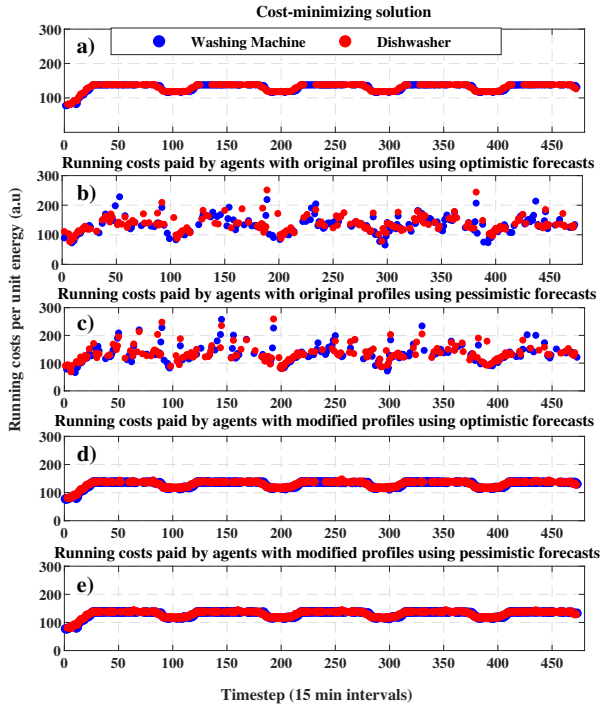 Cost-minimizing solution
300
a)
Washing Machine
Dishwasher
200
100
0 50 100 150 200 250 300 350 400 450
Running costs paid by agents with original profiles using optimistic forecasts
300
b)
200
100
0
0 50 100 150 200 250 300 350 400 450
Running costs paid by agents with original profiles using pessimistic forecasts
300
c)
200
100
0
0 50 100 150 200 250 300 350 400 450
Running costs paid by agents with modified profiles using optimistic forecasts
300
d)
200
100
0
0 50 100 150 200 250 300 350 400 450
Running costs paid by agents with modified profiles using pessimistic forecasts
300
e)
200
100
0
0 50 100 150 200 250 300 350 400 450
Timestep (15 min intervals)
Running costs per unit energy (a.u)